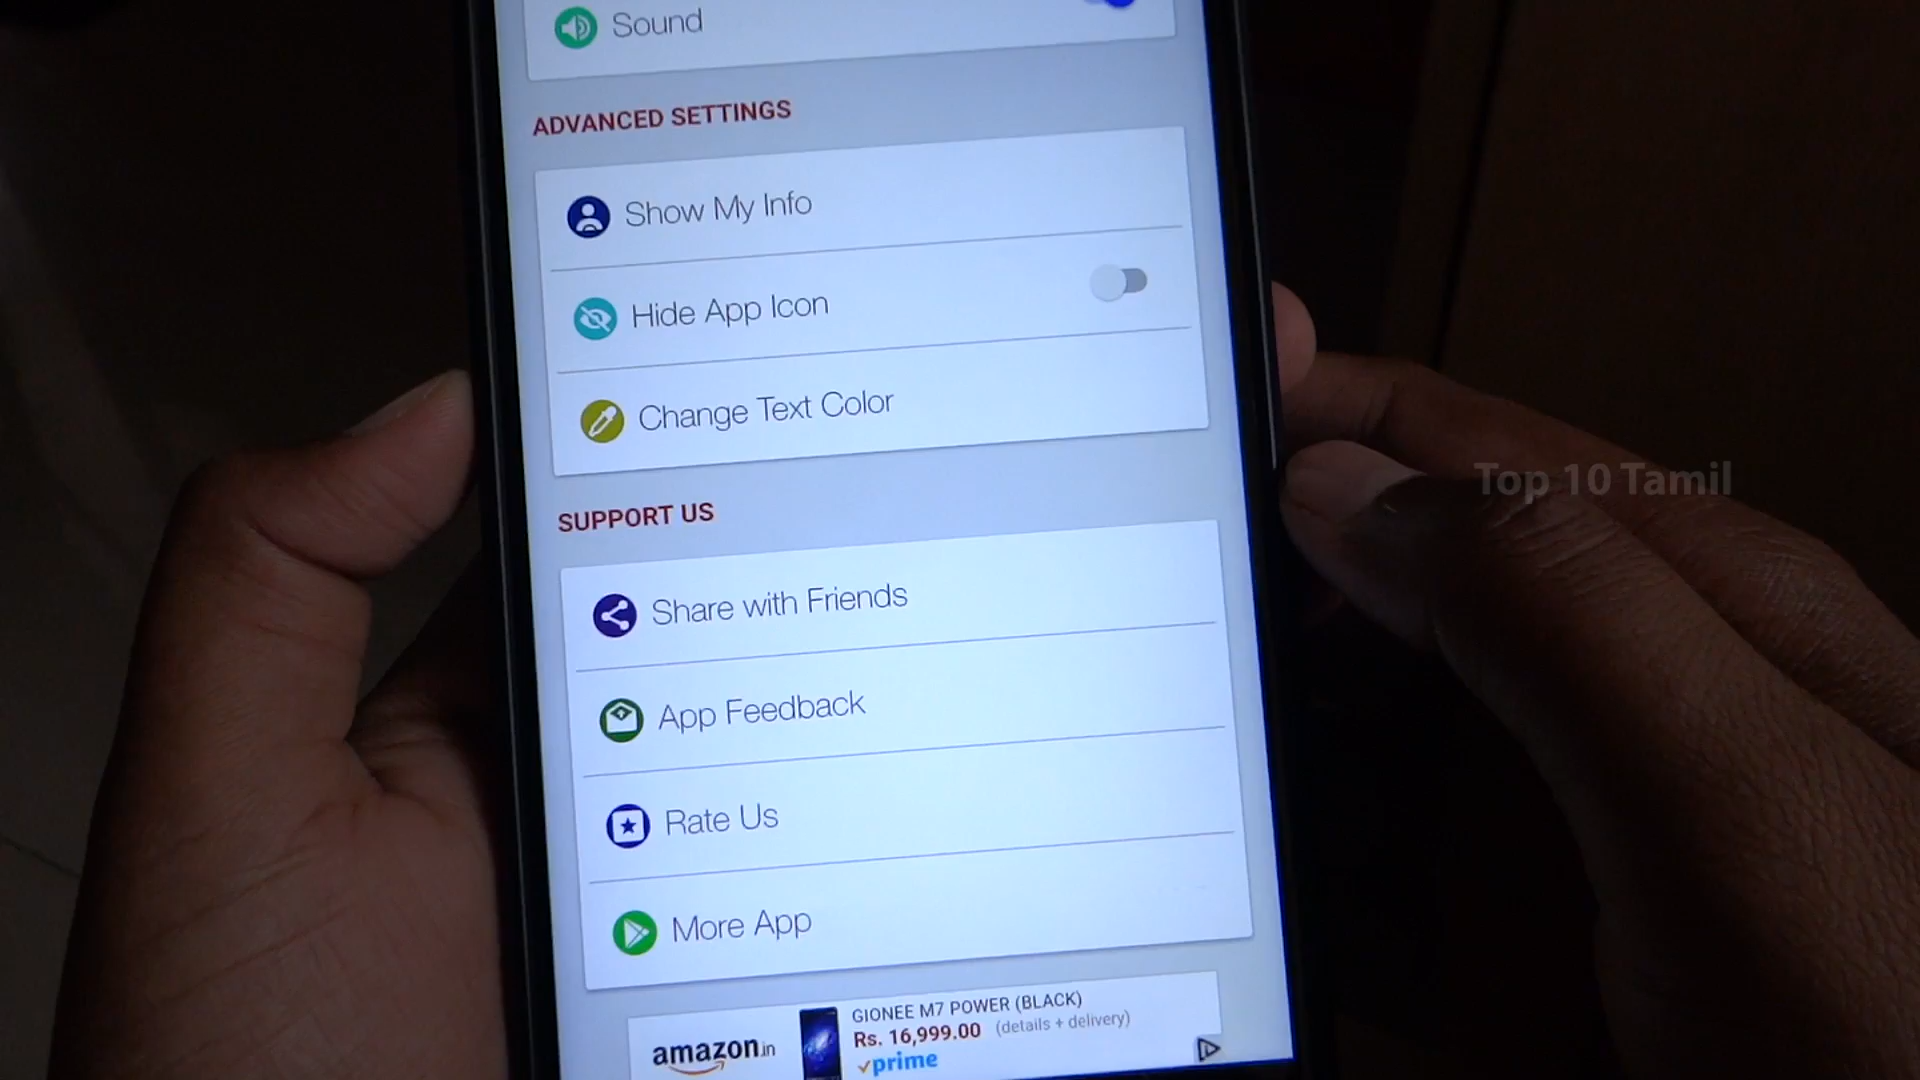 Sound
ADVANCED SETTINGS
Show My Info
Hide App Icon
Change Text Color
Top 10 Tamil
SUPPORT US
Share with Friends
App Feedback
Rate Us
More App
amazon.in
GIONEE M7 POWER (BLACK)
Rs. 16,999.00 (details + delivery)
prime